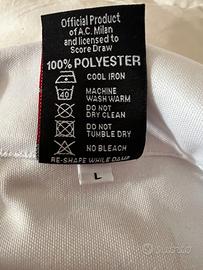 Official Product
of A.C. Milan
and licensed to
Score Draw
100% POLYESTER
COOL IRON
40
MACHINE
WASH WARM
DO NOT
DRY CLEAN
DO NOT
TUMBLE DRY
NO BLEACH
RE-SHAPE WHILE DAMP
L
subito